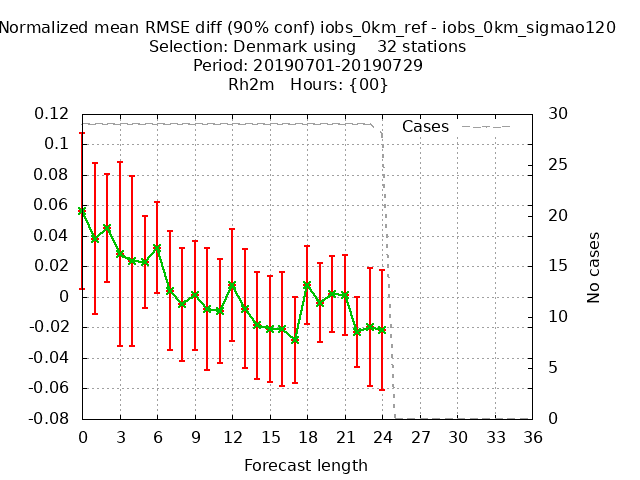 Normalized mean RMSE diff (90% conf) iobs_0km_ref - iobs_0km_sigmao120
Selection: Denmark using 32 stations
Period: 20190701-20190729
Rh2m Hours: {00}
Cases
0.12
0.1
0.08
0.06
0.04
0.02
0
-0.02
-0.04
-0.06
-0.08
30
25
20
15
10
5
0
No cases
0 3 6 9 12 15 18 21 24 27 30 33 36
Forecast length